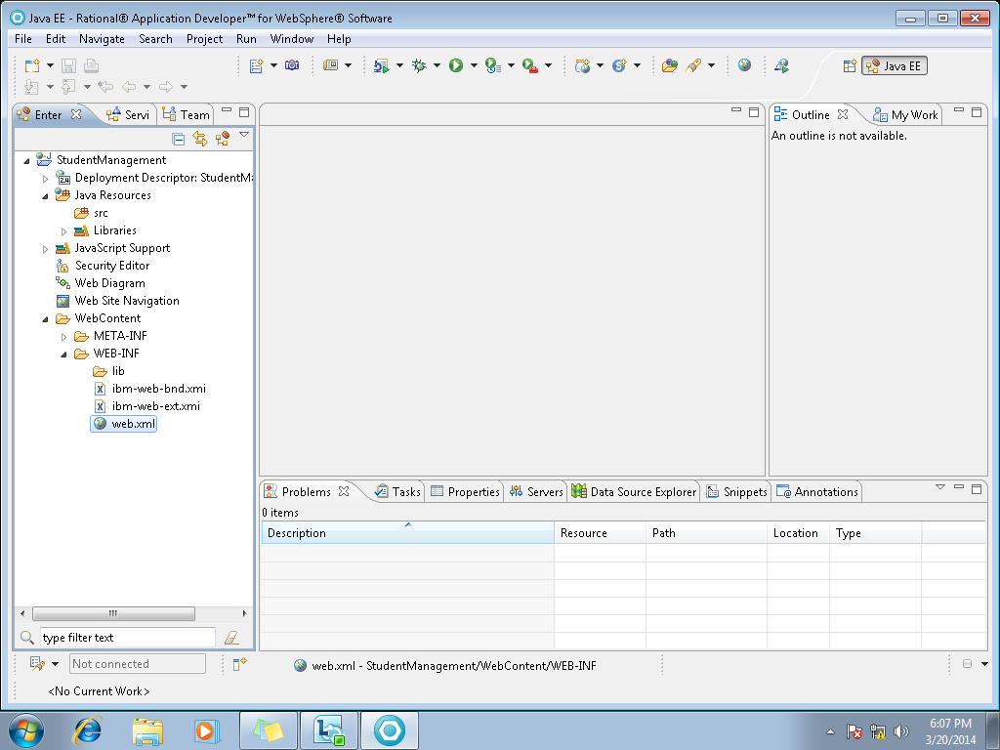 Java EE - Rational® Application Developer™ for WebSphere® Software
File Edit Navigate Search Project Run Window Help
Java EE
Enter Servi Team
Outline My Work
An outline is not available.
StudentManagement
Deployment Descriptor: StudentM
Java Resources
src
Libraries
JavaScript Support
Security Editor
Web Diagram
Web Site Navigation
WebContent
META-INF
WEB-INF
lib
ibm-web-bnd.xmi
ibm-web-ext.xmi
web.xml
type filter text
Problems Tasks Properties Servers Data Source Explorer Snippets Annotations
0 items
Description Resource Path Location Type
Not connected
web.xml - StudentManagement/WebContent/WEB-INF
<No Current Work>
6:07 PM
3/20/2014